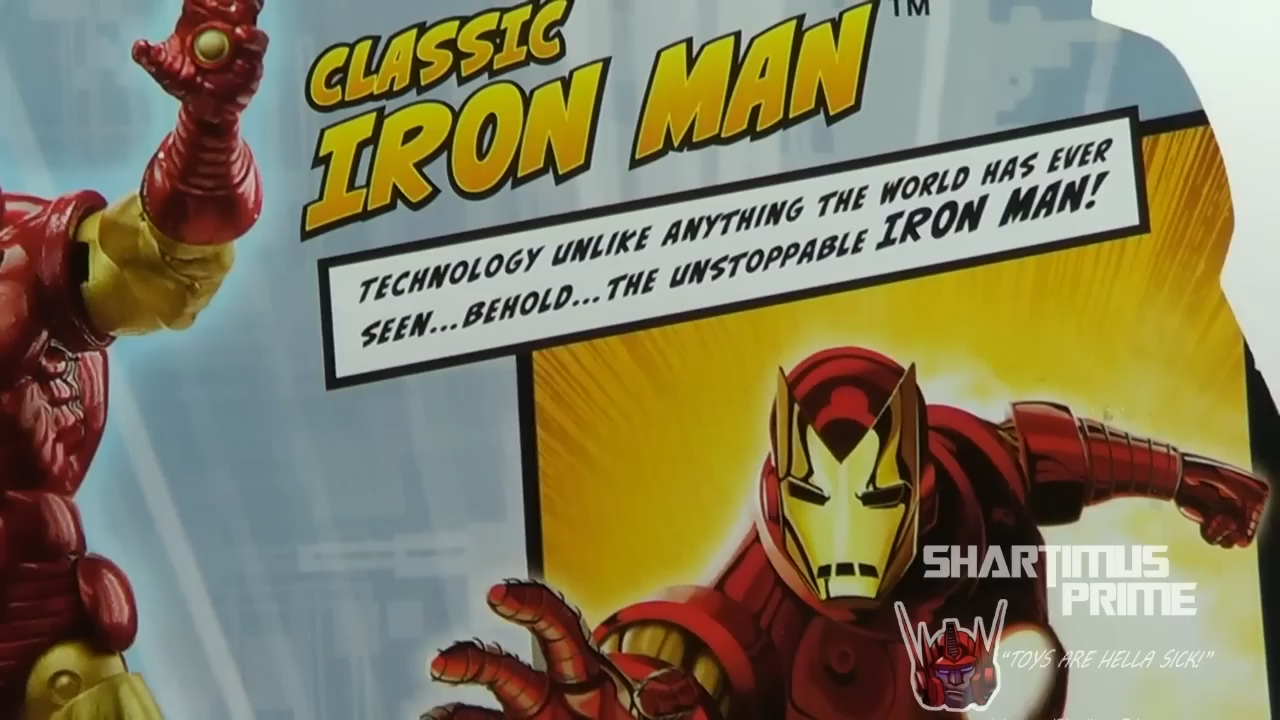 CLASSIC
IRON MAN™
TECHNOLOGY UNLIKE ANYTHING THE WORLD HAS EVER
SEEN...BEHOLD...THE UNSTOPPABLE IRON MAN!
SHARTIMUS
PRIME
"TOYS ARE HELLA SICK!"